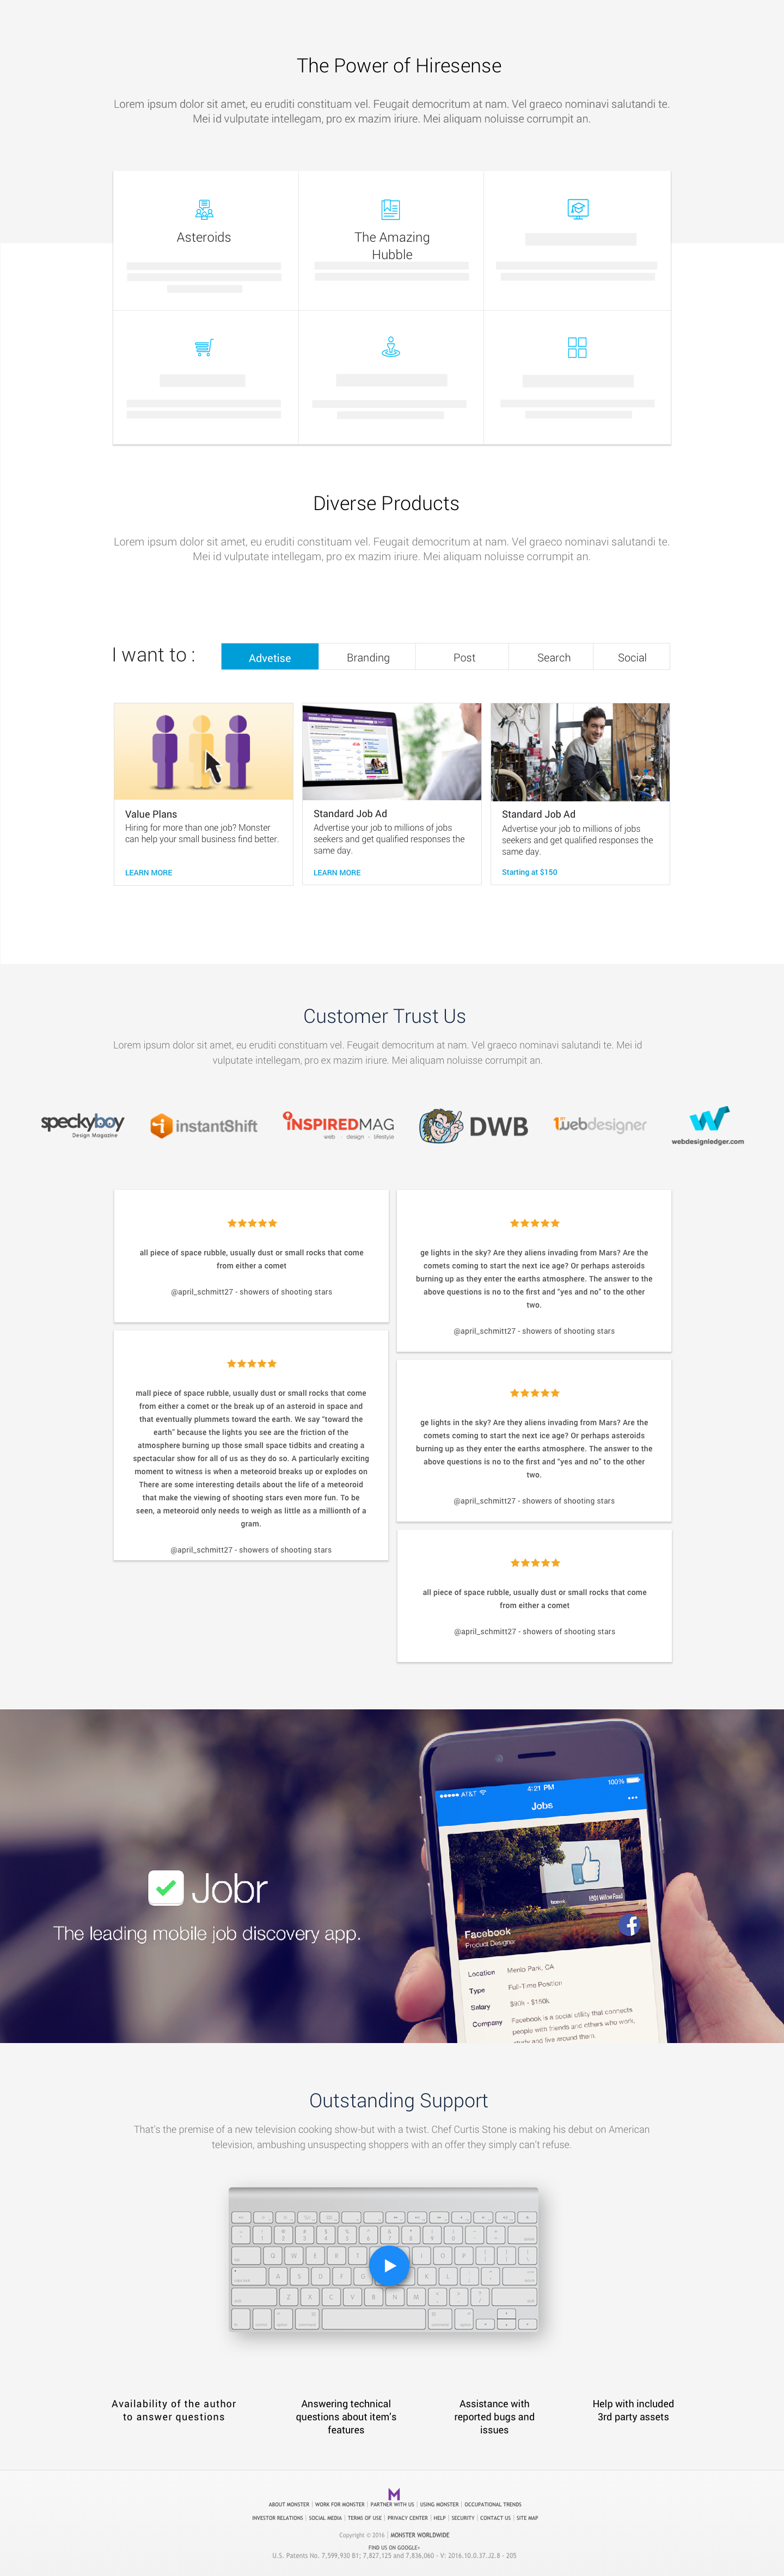 The Power of Hiresense
Lorem ipsum dolor sit amet, eu eruditi constituam vel. Feugait democritum at nam. Vel graeco nominavi salutandi te.
Mei id vulputate intellegam, pro ex mazim iriure. Mei aliquam noluisse corrumpit an.
Asteroids
The Amazing
Hubble
Diverse Products
Lorem ipsum dolor sit amet, eu eruditi constituam vel. Feugait democritum at nam. Vel graeco nominavi salutandi te.
Mei id vulputate intellegam, pro ex mazim iriure. Mei aliquam noluisse corrumpit an.
I want to :
Advetise
Branding
Post
Search
Social
Value Plans
Hiring for more than one job? Monster
can help your small business find better.
LEARN MORE
Standard Job Ad
Advertise your job to millions of jobs
seekers and get qualified responses the
same day.
LEARN MORE
Standard Job Ad
Advertise your job to millions of jobs
seekers and get qualified responses the
same day.
Starting at $150
Customer Trust Us
Lorem ipsum dolor sit amet, eu eruditi constituam vel. Feugait democritum at nam. Vel graeco nominavi salutandi te. Mei id
vulputate intellegam, pro ex mazim iriure. Mei aliquam noluisse corrumpit an.
speckyboy
Design Magazine
instantShift
INSPIREDMAG
web · design · lifestyle
DWB
1stwebdesigner
webdesignledger.com
all piece of space rubble, usually dust or small rocks that come
from either a comet
@april_schmitt27 - showers of shooting stars
mall piece of space rubble, usually dust or small rocks that come
from either a comet or the break up of an asteroid in space and
that eventually plummets toward the earth. We say “toward the
earth” because the lights you see are the friction of the
atmosphere burning up those small space tidbits and creating a
spectacular show for all of us as they do so. A particularly exciting
moment to witness is when a meteoroid breaks up or explodes on
There are some interesting details about the life of a meteoroid
that make the viewing of shooting stars even more fun. To be
seen, a meteoroid only needs to weigh as little as a millionth of a
gram.
@april_schmitt27 - showers of shooting stars
ge lights in the sky? Are they aliens invading from Mars? Are the
comets coming to start the next ice age? Or perhaps asteroids
burning up as they enter the earths atmosphere. The answer to the
above questions is no to the first and “yes and no” to the other
two.
@april_schmitt27 - showers of shooting stars
ge lights in the sky? Are they aliens invading from Mars? Are the
comets coming to start the next ice age? Or perhaps asteroids
burning up as they enter the earths atmosphere. The answer to the
above questions is no to the first and “yes and no” to the other
two.
@april_schmitt27 - showers of shooting stars
all piece of space rubble, usually dust or small rocks that come
from either a comet
@april_schmitt27 - showers of shooting stars
Jobr
The leading mobile job discovery app.
AT&T
4:21 PM
100%
Jobs
1601 Willow Road
Facebook
Product Designer
Location Menlo Park, CA
Type Full-Time Position
Salary $90k - $150k
Company Facebook is a social utility that connects
people with friends and others who work,
study and live around them.
Outstanding Support
That’s the premise of a new television cooking show-but with a twist. Chef Curtis Stone is making his debut on American
television, ambushing unsuspecting shoppers with an offer they simply can’t refuse.
Q W E R T I O P
A S D F G K L
Z X C V B N M
Availability of the author
to answer questions
Answering technical
questions about item’s
features
Assistance with
reported bugs and
issues
Help with included
3rd party assets
ABOUT MONSTER | WORK FOR MONSTER | PARTNER WITH US | USING MONSTER | OCCUPATIONAL TRENDS
INVESTOR RELATIONS | SOCIAL MEDIA | TERMS OF USE | PRIVACY CENTER | HELP | SECURITY | CONTACT US | SITE MAP
Copyright © 2016 | MONSTER WORLDWIDE
FIND US ON GOOGLE+
U.S. Patents No. 7,599,930 B1; 7,827,125 and 7,836,060 - V: 2016.10.0.37.J2.8 - 205